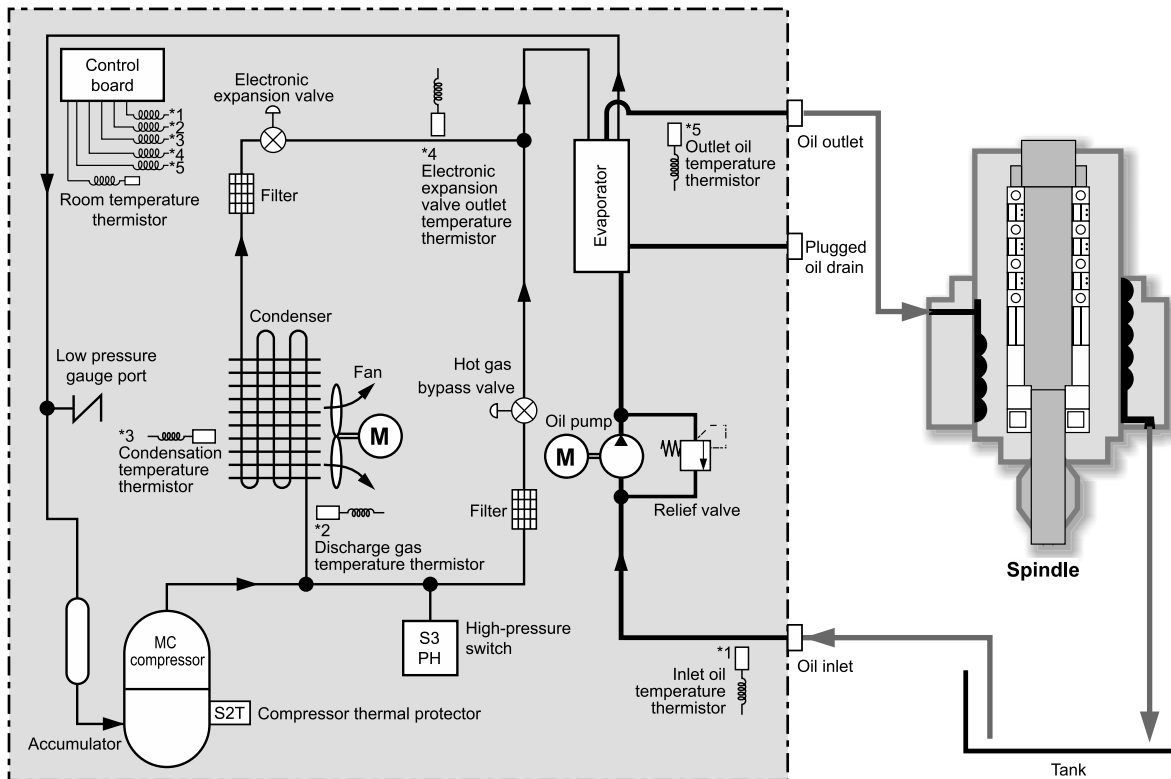 Control
board
*1
*2
*3
*4
*5
Room temperature
thermistor
Electronic
expansion valve
Filter
*4
Electronic
expansion
valve outlet
temperature
thermistor
Evaporator
*5
Outlet oil
temperature
thermistor
Oil outlet
Plugged
oil drain
Condenser
Fan
M
Low pressure
gauge port
*3
Condensation
temperature
thermistor
Hot gas
bypass valve
Oil pump
M
Relief valve
Filter
*2
Discharge gas
temperature thermistor
Spindle
MC
compressor
S3
PH
High-pressure
switch
*1
Inlet oil
temperature
thermistor
Oil inlet
S2T
Compressor thermal protector
Accumulator
Tank